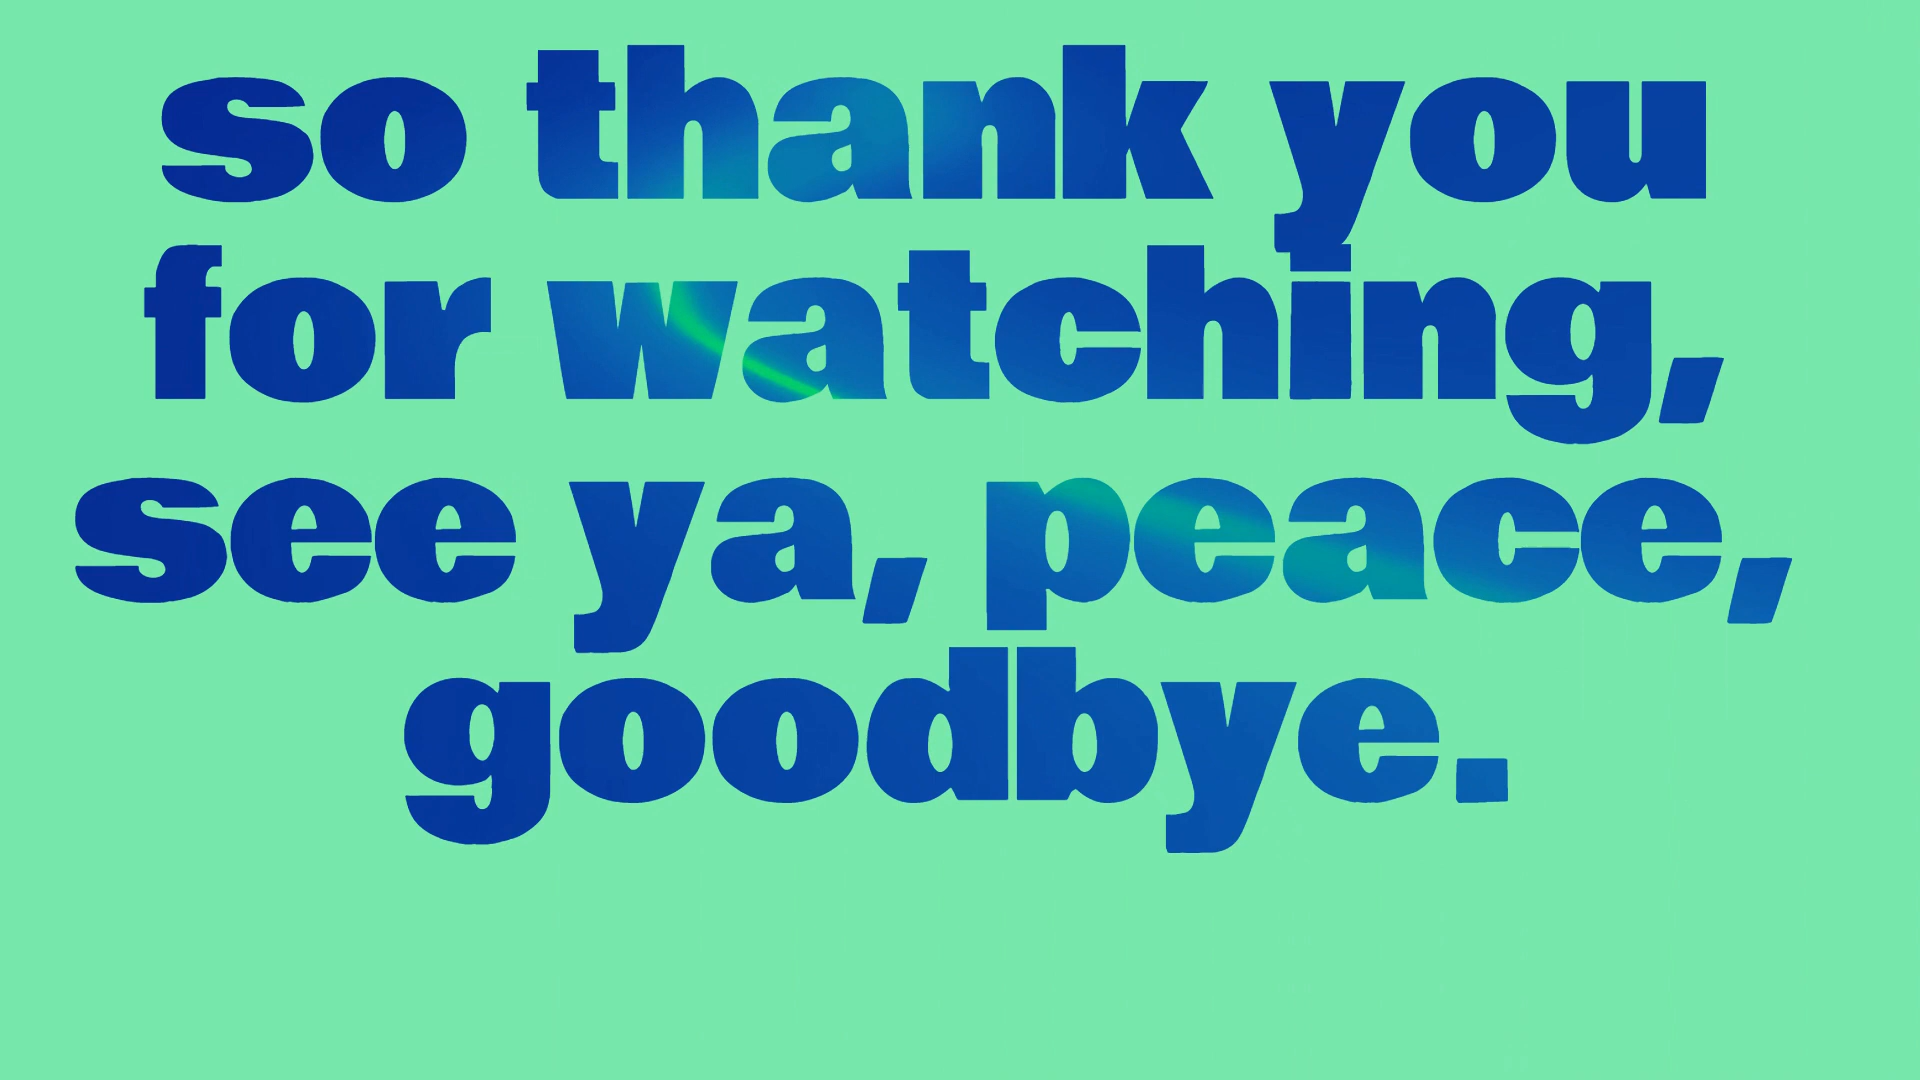 so thank you
for watching,
see ya, peace,
goodbye.